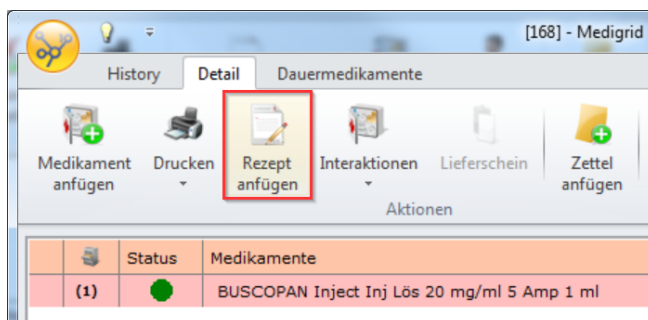 [168] - Medigrid
History Detail Dauermedikamente
Medikament anfügen Drucken Rezept anfügen Interaktionen Lieferschein Zettel anfügen
Aktionen
Status Medikamente
(1) BUSCOPAN Inject Inj Lös 20 mg/ml 5 Amp 1 ml